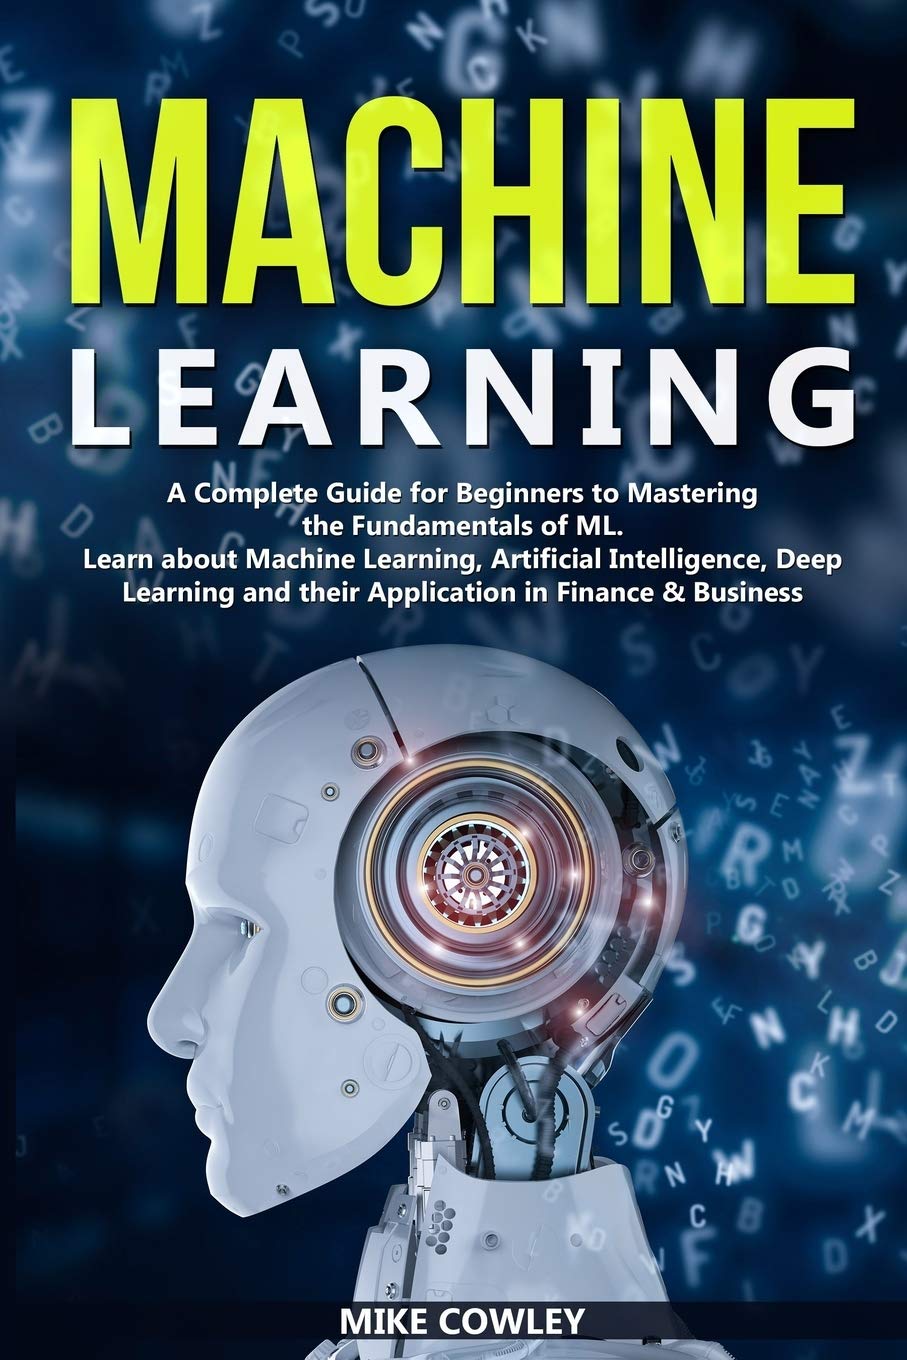 MACHINE
LEARNING
A Complete Guide for Beginners to Mastering
the Fundamentals of ML.
Learn about Machine Learning, Artificial Intelligence, Deep
Learning and their Application in Finance & Business
MIKE COWLEY